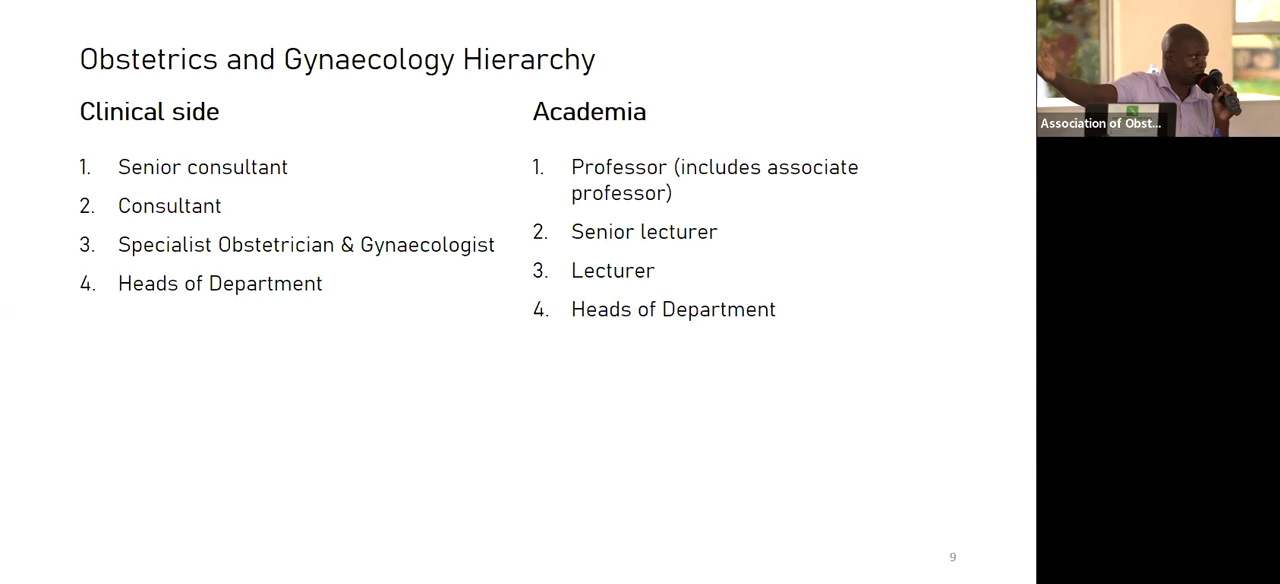 Obstetrics and Gynaecology Hierarchy
Clinical side
1. Senior consultant
2. Consultant
3. Specialist Obstetrician & Gynaecologist
4. Heads of Department
Academia
1. Professor (includes associate
professor)
2. Senior lecturer
3. Lecturer
4. Heads of Department
9
Association of Obst...